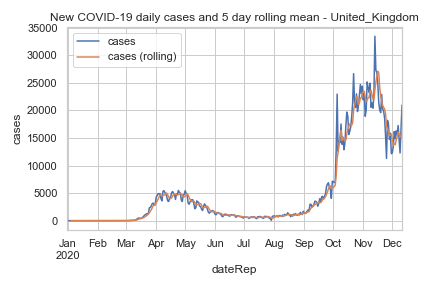 New COVID-19 daily cases and 5 day rolling mean - United_Kingdom
35000
30000
25000
20000
15000
10000
5000
0
cases
cases
cases (rolling)
Jan Feb Mar Apr May Jun Jul Aug Sep Oct Nov Dec
2020
dateRep